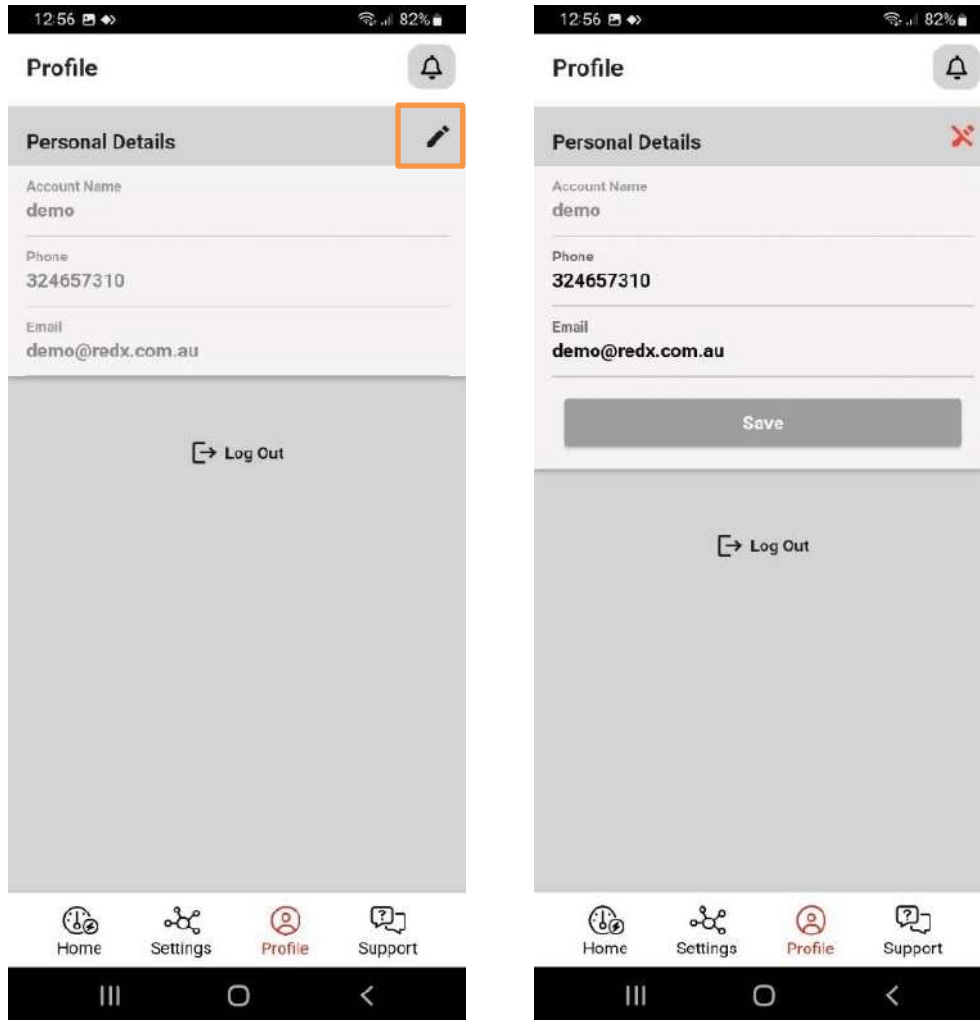 12:56 82%
Profile
Personal Details
Account Name
demo
Phone
324657310
Email
demo@redx.com.au
Log Out
Home Settings Profile Support
12:56 82%
Profile
Personal Details
Account Name
demo
Phone
324657310
Email
demo@redx.com.au
Save
Log Out
Home Settings Profile Support